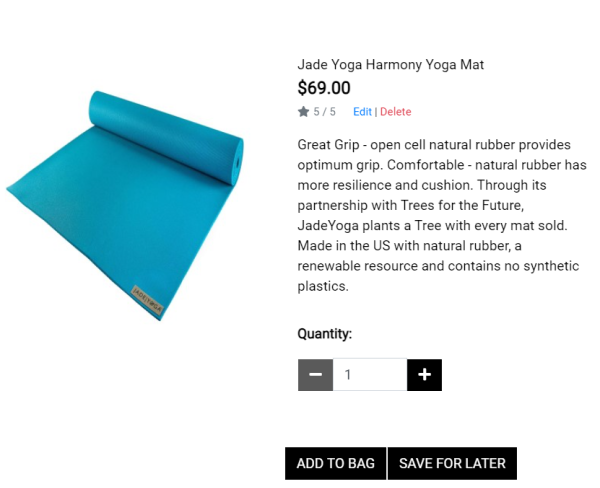 Jade Yoga Harmony Yoga Mat
$69.00
5 / 5 Edit | Delete
Great Grip - open cell natural rubber provides
optimum grip. Comfortable - natural rubber has
more resilience and cushion. Through its
partnership with Trees for the Future,
JadeYoga plants a Tree with every mat sold.
Made in the US with natural rubber, a
renewable resource and contains no synthetic
plastics.
Quantity:
1
JADEYOGA
ADD TO BAG SAVE FOR LATER